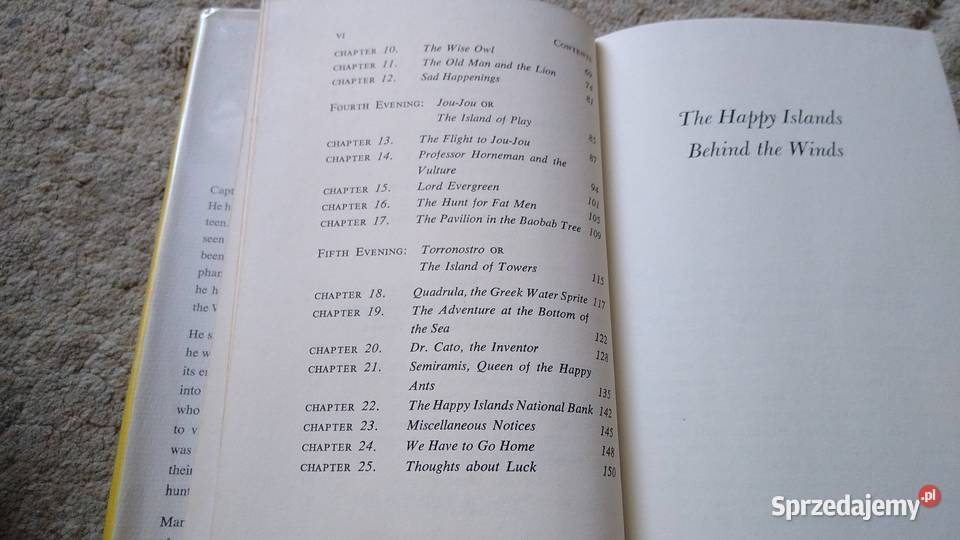 Capt
He h
teen.
seen
been
phar
he h
the V
He s
he w
its e
into
who
to v
was
their
hunt
Mar
VI CONTENTS
CHAPTER 10. The Wise Owl 69
CHAPTER 11. The Old Man and the Lion 74
CHAPTER 12. Sad Happenings 81
FOURTH EVENING: Jou-Jou OR
The Island of Play 85
CHAPTER 13. The Flight to Jou-Jou 87
CHAPTER 14. Professor Horneman and the
Vulture 94
CHAPTER 15. Lord Evergreen 101
CHAPTER 16. The Hunt for Fat Men 105
CHAPTER 17. The Pavilion in the Baobab Tree 109
FIFTH EVENING: Torronostro OR
The Island of Towers 115
CHAPTER 18. Quadrula, the Greek Water Sprite 117
CHAPTER 19. The Adventure at the Bottom of
the Sea 122
CHAPTER 20. Dr. Cato, the Inventor 128
CHAPTER 21. Semiramis, Queen of the Happy
Ants 135
CHAPTER 22. The Happy Islands National Bank 142
CHAPTER 23. Miscellaneous Notices 145
CHAPTER 24. We Have to Go Home 148
CHAPTER 25. Thoughts about Luck 150
The Happy Islands
Behind the Winds
Sprzedajemy.pl